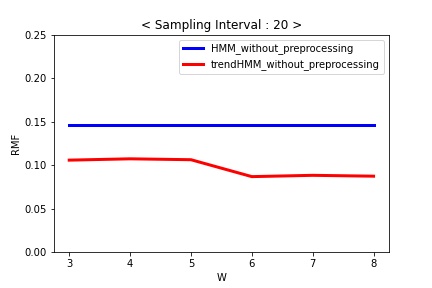 < Sampling Interval : 20 >
HMM_without_preprocessing
trendHMM_without_preprocessing
RMF
0.25
0.20
0.15
0.10
0.05
0.00
3 4 5 6 7 8
W